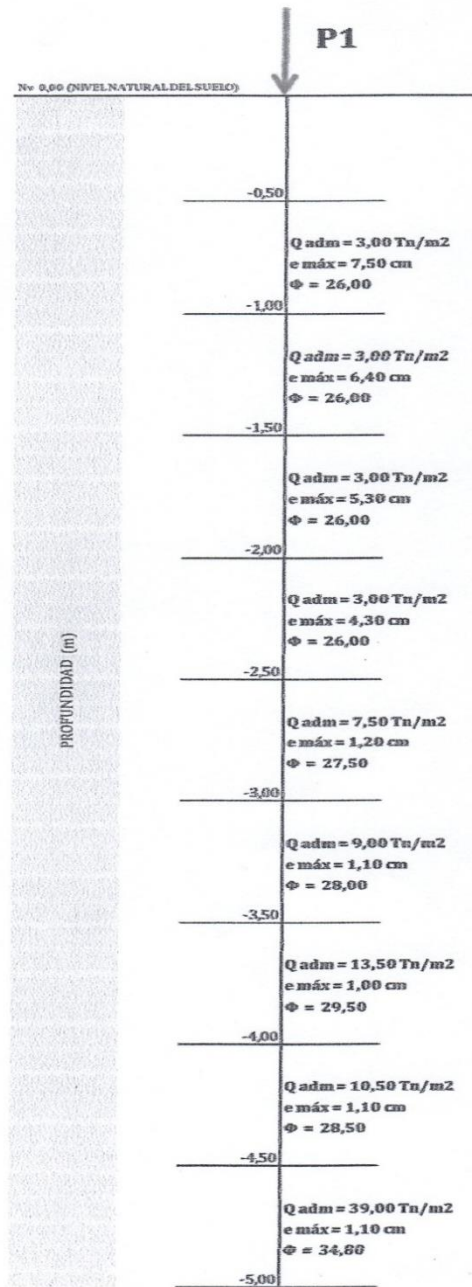 P1
Nv 0,00 (NIVEL NATURAL DEL SUELO)
-0,50
Q adm = 3,00 Tn/m2
e máx = 7,50 cm
Φ = 26,00
-1,00
Q adm = 3,00 Tn/m2
e máx = 6,40 cm
Φ = 26,00
-1,50
Q adm = 3,00 Tn/m2
e máx = 5,30 cm
Φ = 26,00
-2,00
Q adm = 3,00 Tn/m2
e máx = 4,30 cm
Φ = 26,00
-2,50
PROFUNDIDAD (m)
Q adm = 7,50 Tn/m2
e máx = 1,20 cm
Φ = 27,50
-3,00
Q adm = 9,00 Tn/m2
e máx = 1,10 cm
Φ = 28,00
-3,50
Q adm = 13,50 Tn/m2
e máx = 1,00 cm
Φ = 29,50
-4,00
Q adm = 10,50 Tn/m2
e máx = 1,10 cm
Φ = 28,50
-4,50
Q adm = 39,00 Tn/m2
e máx = 1,10 cm
Φ = 34,80
-5,00